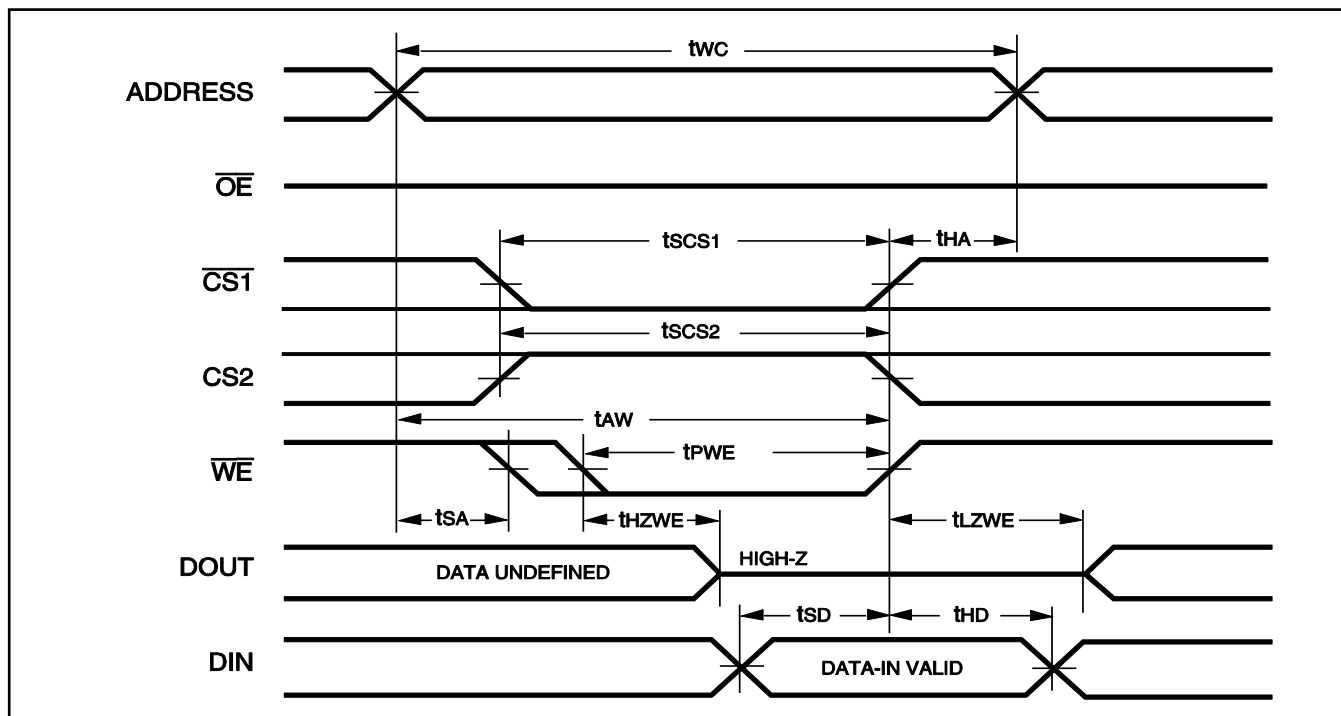 tWC
ADDRESS
OE
tSCS1
tHA
CS1
tSCS2
CS2
tAW
WE
tPWE
tSA
tHZWE
tLZWE
DOUT
DATA UNDEFINED
HIGH-Z
tSD
tHD
DIN
DATA-IN VALID